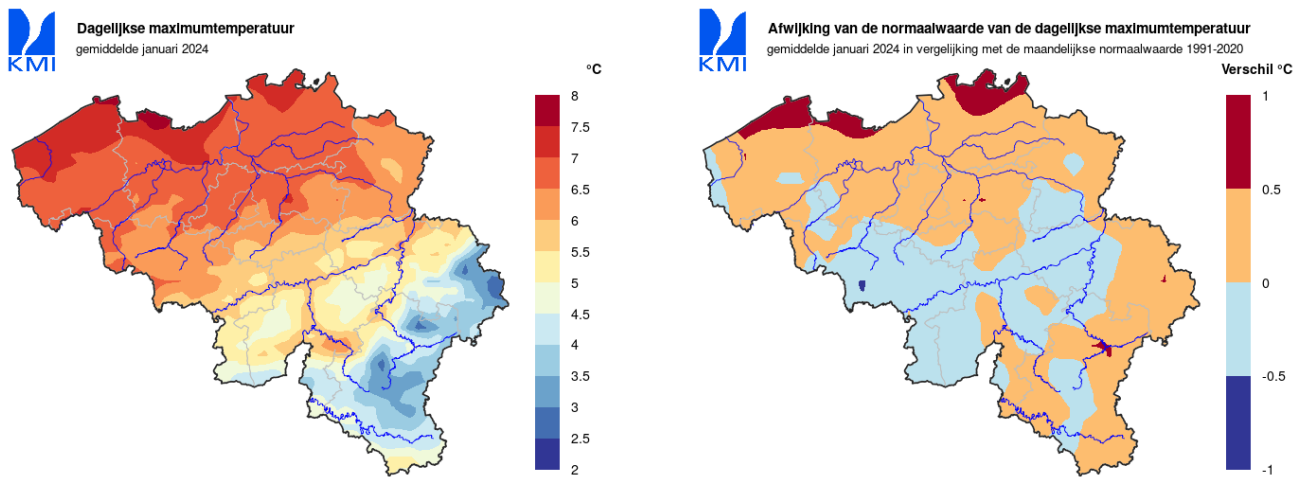 Dagelijkse maximumtemperatuur
gemiddelde januari 2024
KMI
°C
8
7.5
7
6.5
6
5.5
5
4.5
4
3.5
3
2.5
2
Afwijking van de normaalwaarde van de dagelijkse maximumtemperatuur
gemiddelde januari 2024 in vergelijking met de maandelijkse normaalwaarde 1991-2020
KMI
Verschil °C
1
0.5
0
-0.5
-1